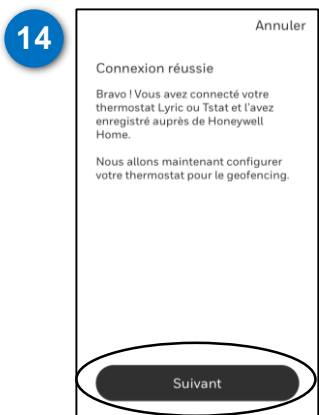 14
Annuler
Connexion réussie
Bravo ! Vous avez connecté votre
thermostat Lyric ou Tstat et l'avez
enregistré auprès de Honeywell
Home.
Nous allons maintenant configurer
votre thermostat pour le geofencing.
Suivant